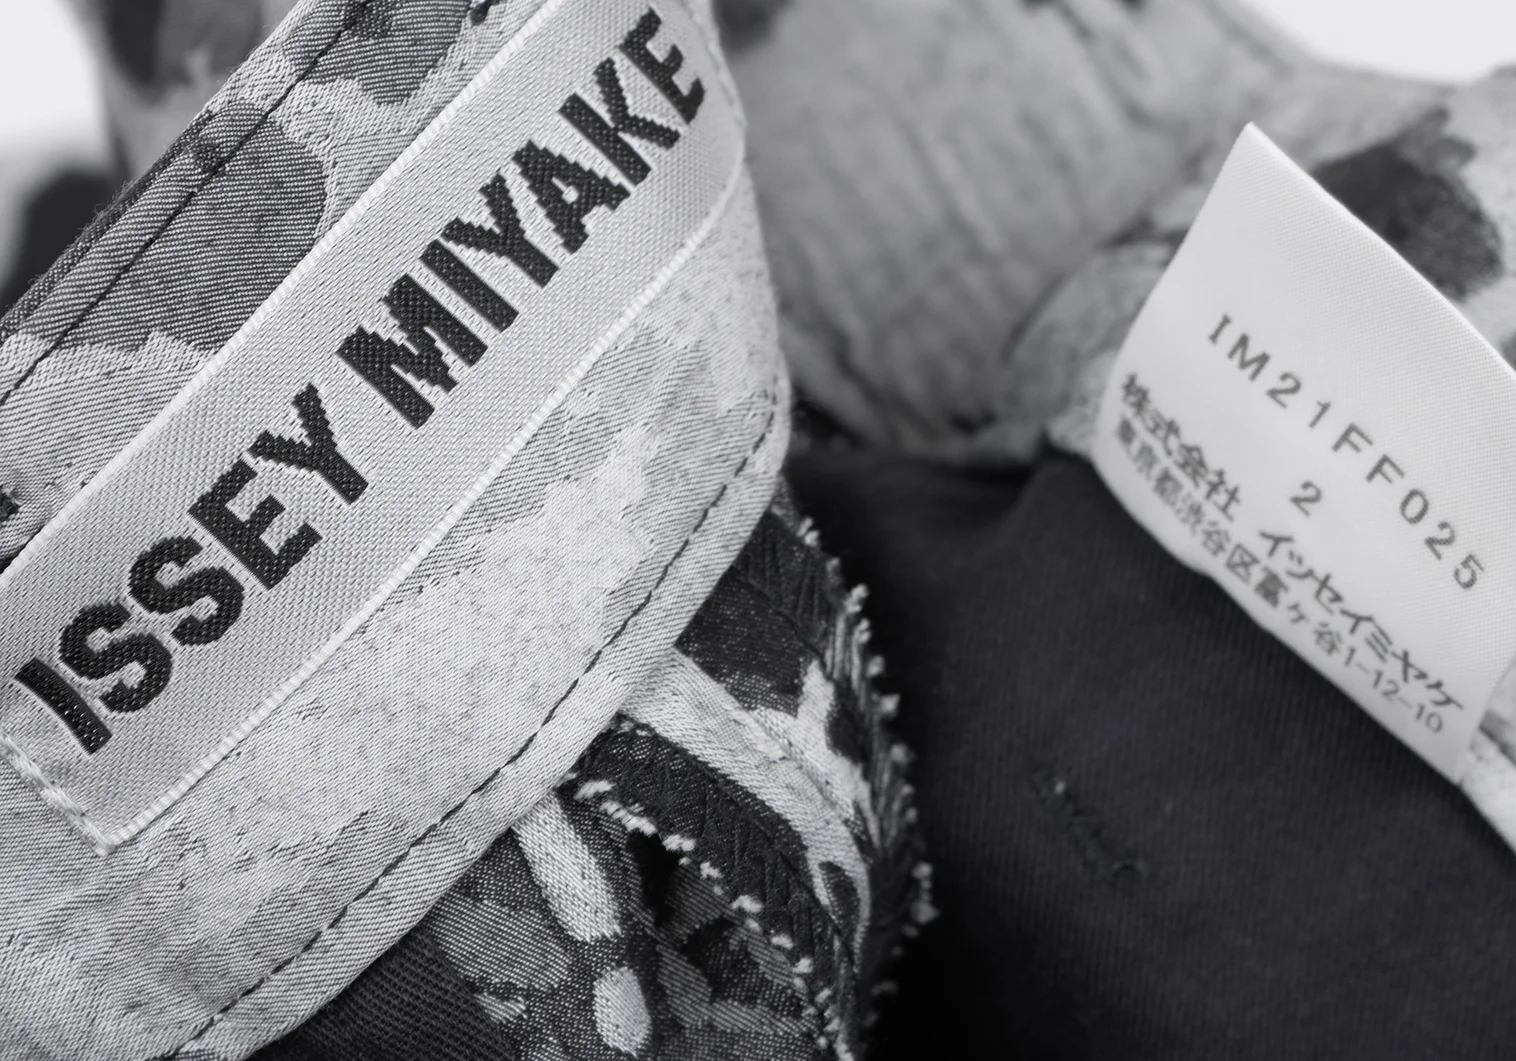 ISSEY MIYAKE
IM21FF025
2
株式会社 イッセイミヤケ
東京都渋谷区富ヶ谷1-12-10